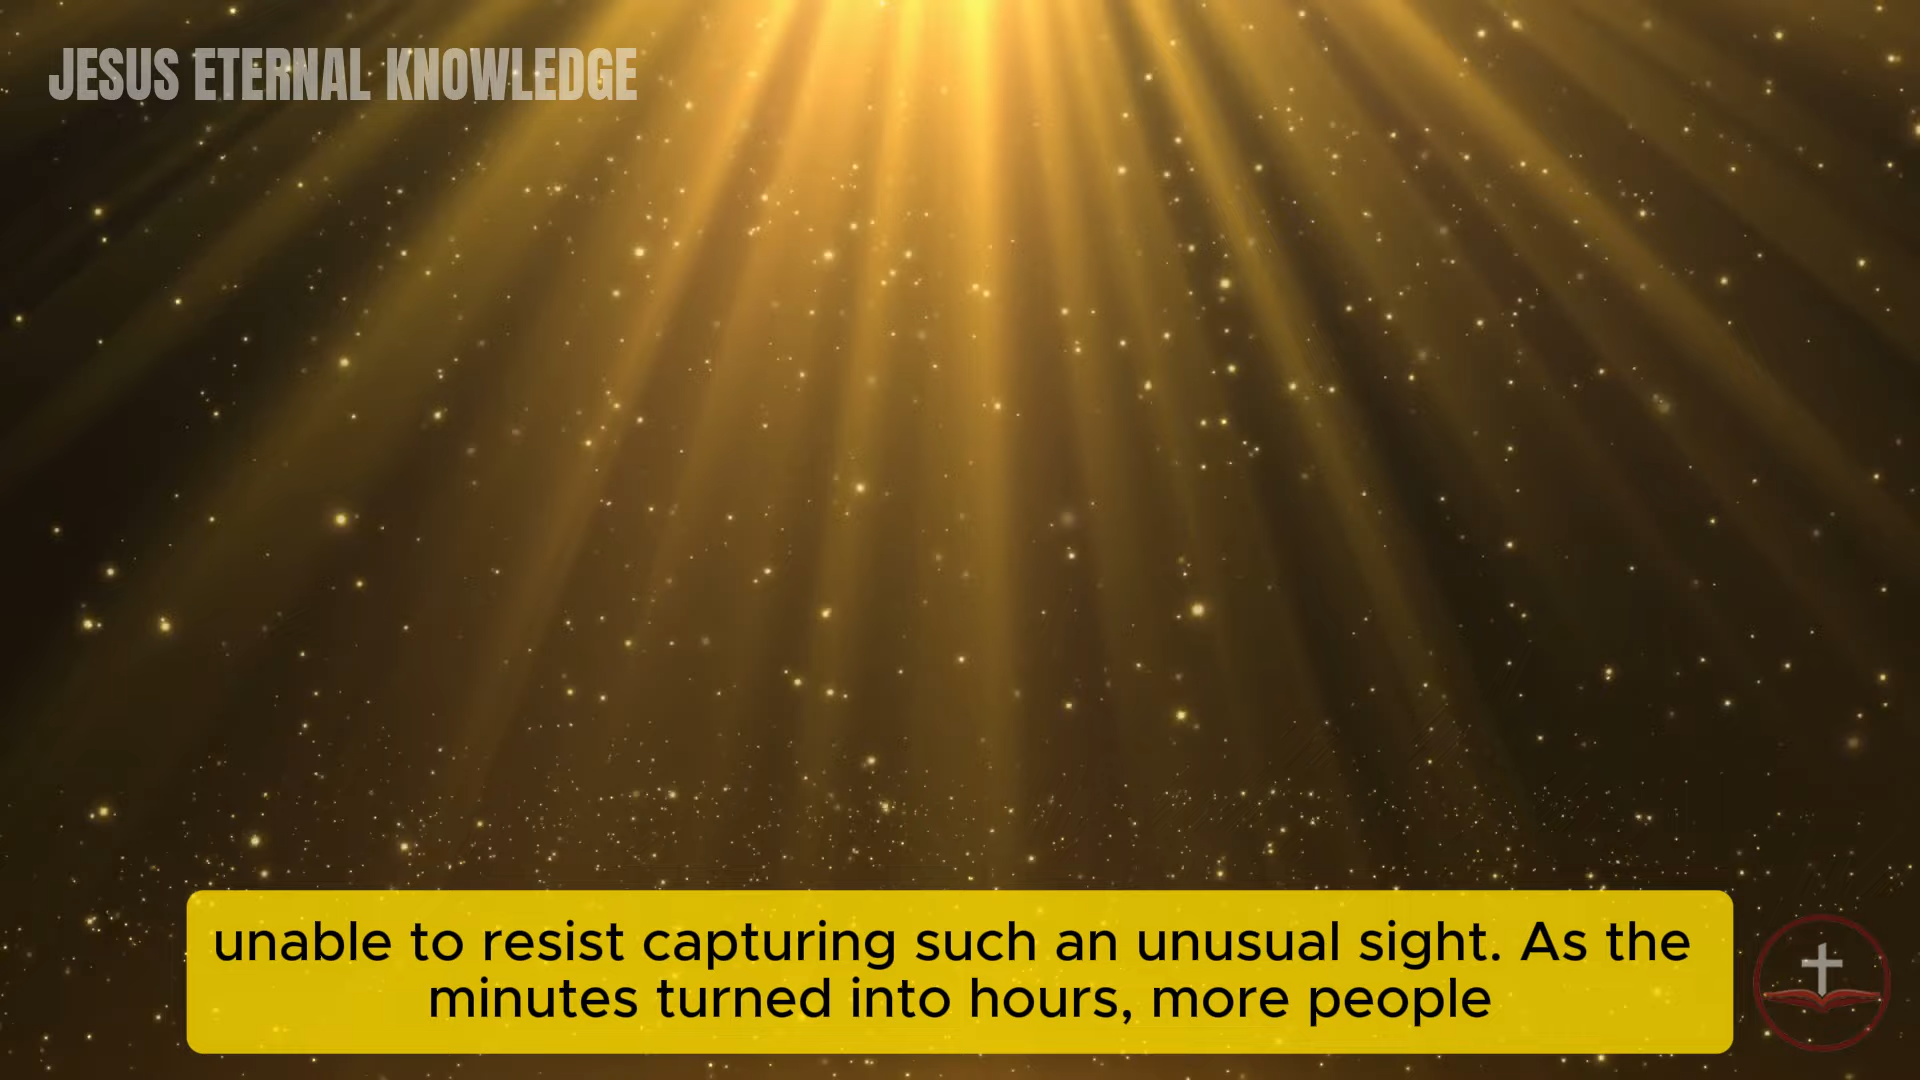 JESUS ETERNAL KNOWLEDGE
unable to resist capturing such an unusual sight. As the
minutes turned into hours, more people